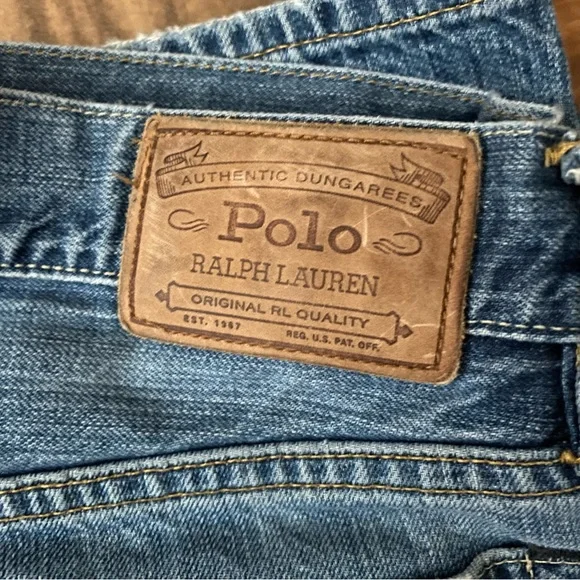 AUTHENTIC DUNGAREES
Polo
RALPH LAUREN
ORIGINAL RL QUALITY
EST. 1967 REG. U.S. PAT. OFF.